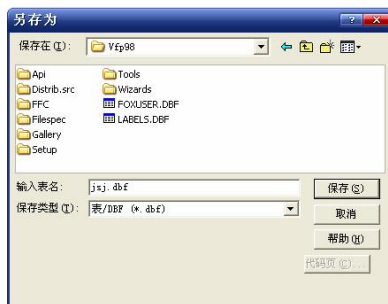 另存为
保存在(I): Vfp98
Api
Distrib.src
FFC
Filespec
Gallery
Setup
Tools
Wizards
FOXUSER.DBF
LABELS.DBF
输入表名: jsj.dbf
保存(S)
保存类型(T): 表/DBF (*.dbf)
取消
帮助(H)
代码页(C)...